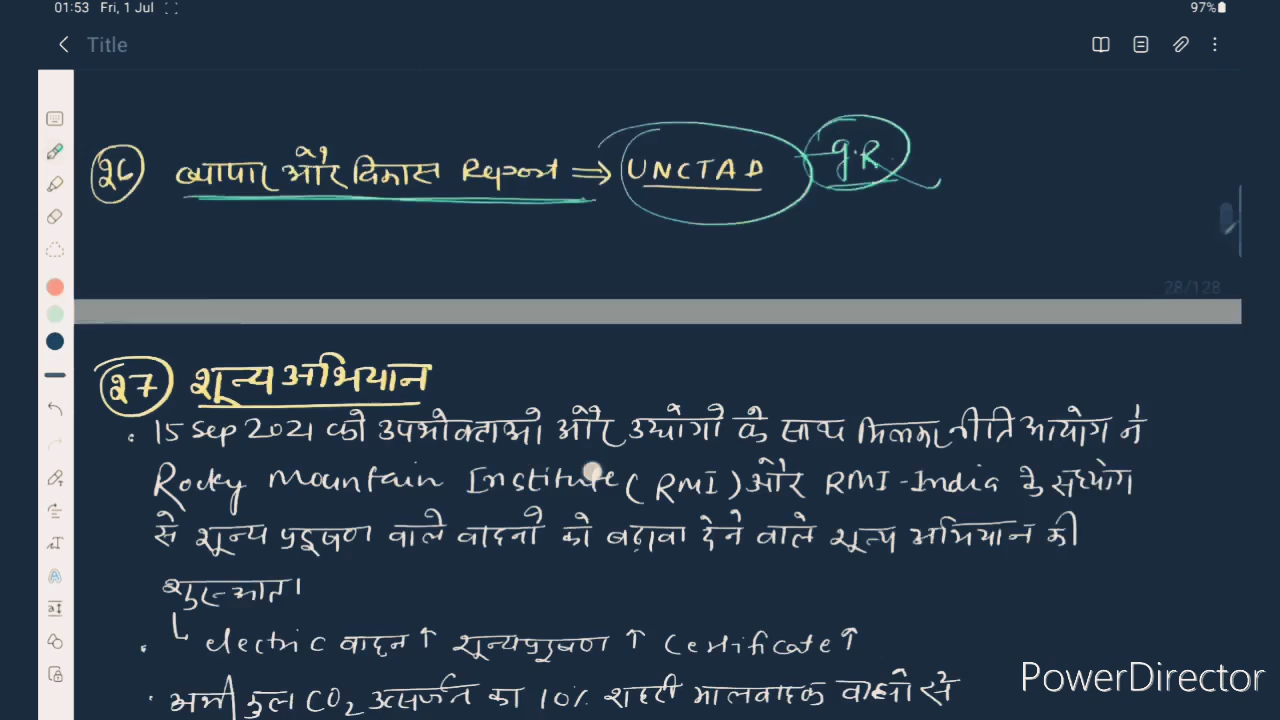 01:53 Fri, 1 Jul 97%
Title
26 व्यापार और विकास Report ⇒ UNCTAD g.R.
28/128
27 शून्य अभियान
• 15 Sep 2021 को उपभोक्ताओ और उद्योगो के साथ मिलकर नीति आयोग ने
Rocky Mountain Institute (RMI) और RMI-India के सहयोग
से शून्य प्रदूषण वाले वाहनो को बढ़ावा देने वाले शून्य अभियान की
शुरुआत।
• electric वाहन ↑ शून्य प्रदूषण ↑ Certificate ↑
• अभी कुल CO2 उत्सर्जन का 10% शहरी मालवाहक वाहनो से
PowerDirector